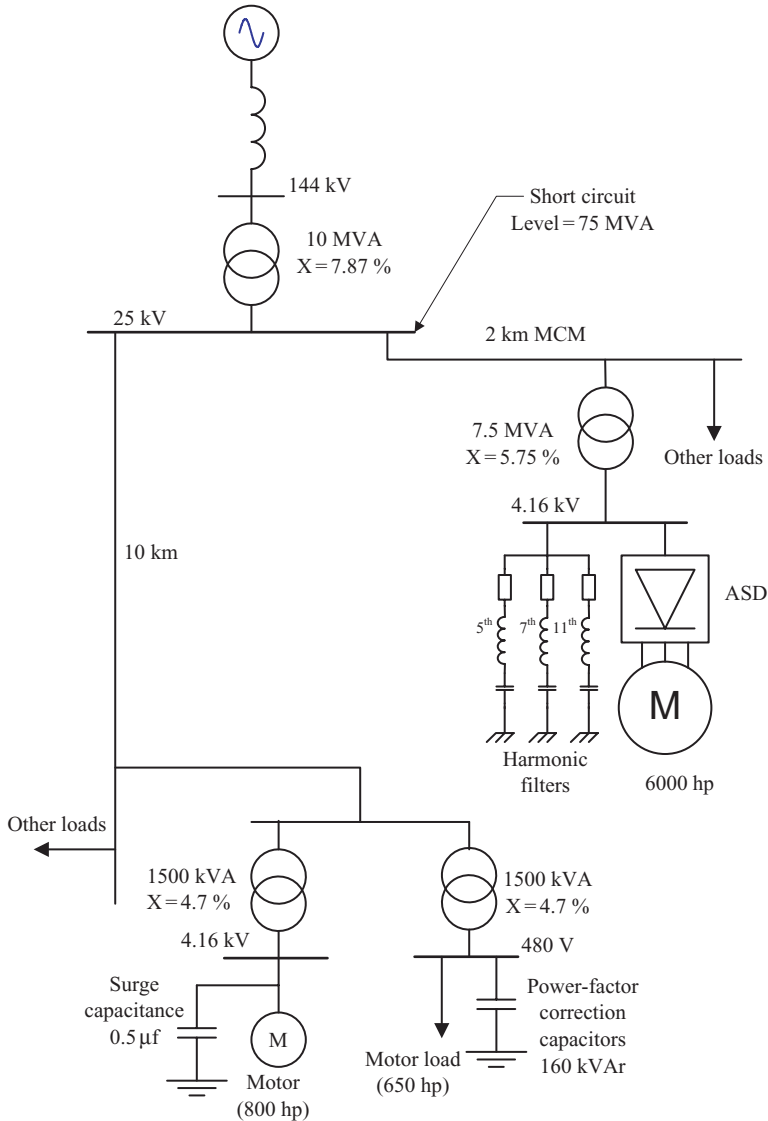 144 kV
Short circuit
Level = 75 MVA
10 MVA
X = 7.87 %
25 kV
2 km MCM
7.5 MVA
X = 5.75 %
Other loads
4.16 kV
10 km
ASD
5th
7th
11th
M
Harmonic
filters
6000 hp
Other loads
1500 kVA
X = 4.7 %
1500 kVA
X = 4.7 %
4.16 kV
480 V
Surge
capacitance
0.5 μf
M
Motor
(800 hp)
Motor load
(650 hp)
Power-factor
correction
capacitors
160 kVAr